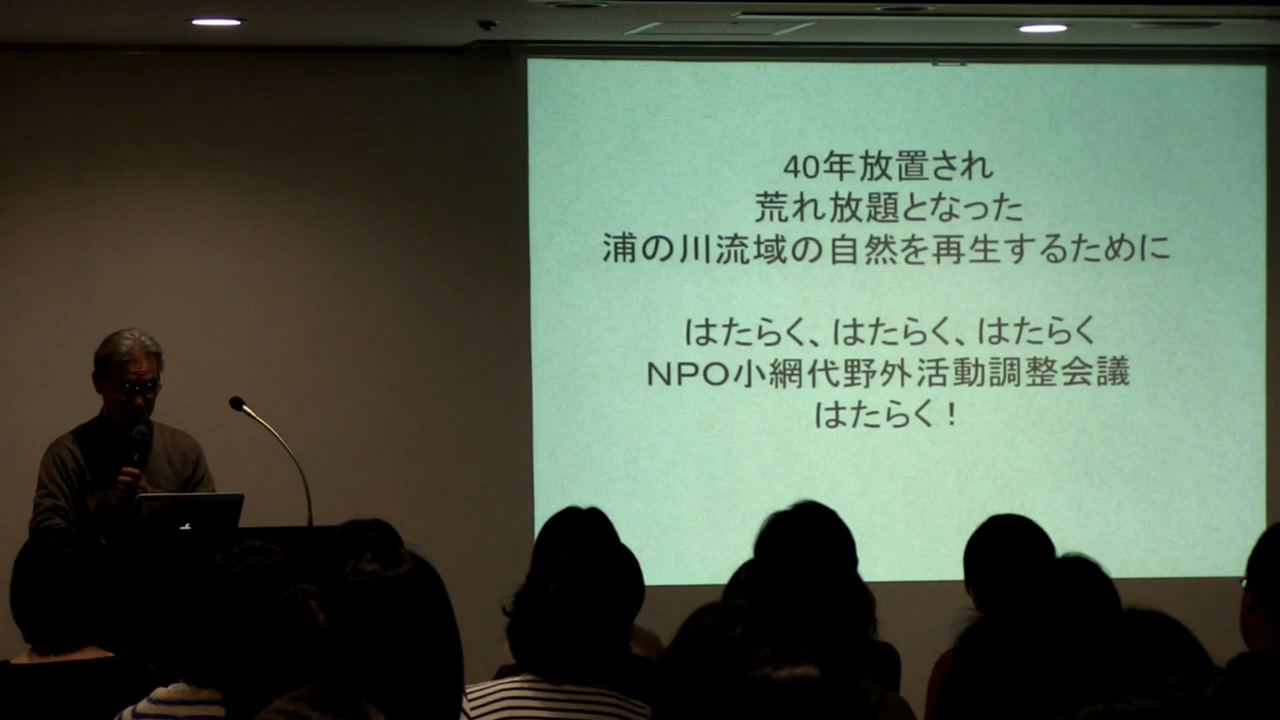 40年放置され
荒れ放題となった
浦の川流域の自然を再生するために
はたらく、はたらく、はたらく
NPO小網代野外活動調整会議
はたらく！